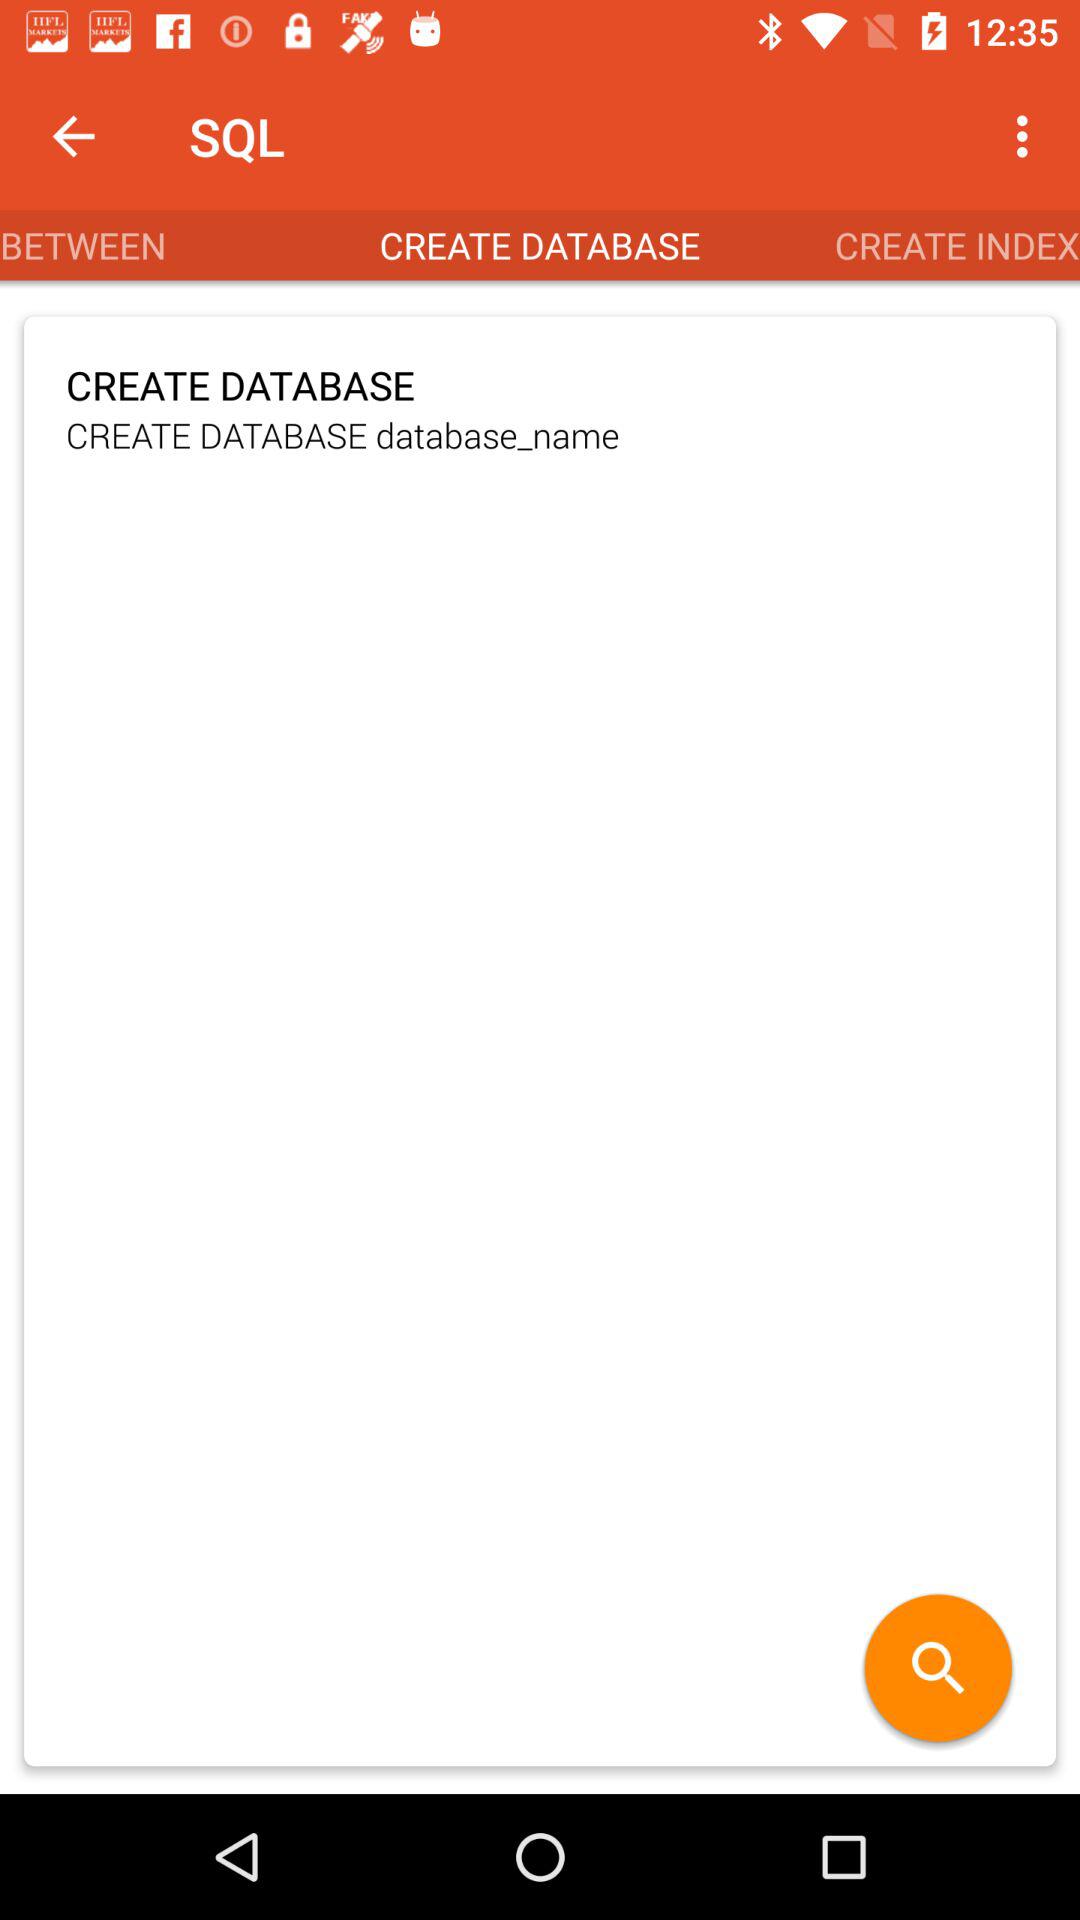 IIFL MARKETS IIFL MARKETS FAKE 12:35
SQL
BETWEEN CREATE DATABASE CREATE INDEX
CREATE DATABASE
CREATE DATABASE database_name